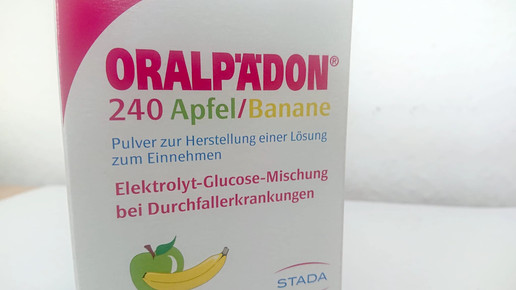 ORALPÄDON®
240 Apfel/Banane
Pulver zur Herstellung einer Lösung
zum Einnehmen
Elektrolyt-Glucose-Mischung
bei Durchfallerkrankungen
STADA